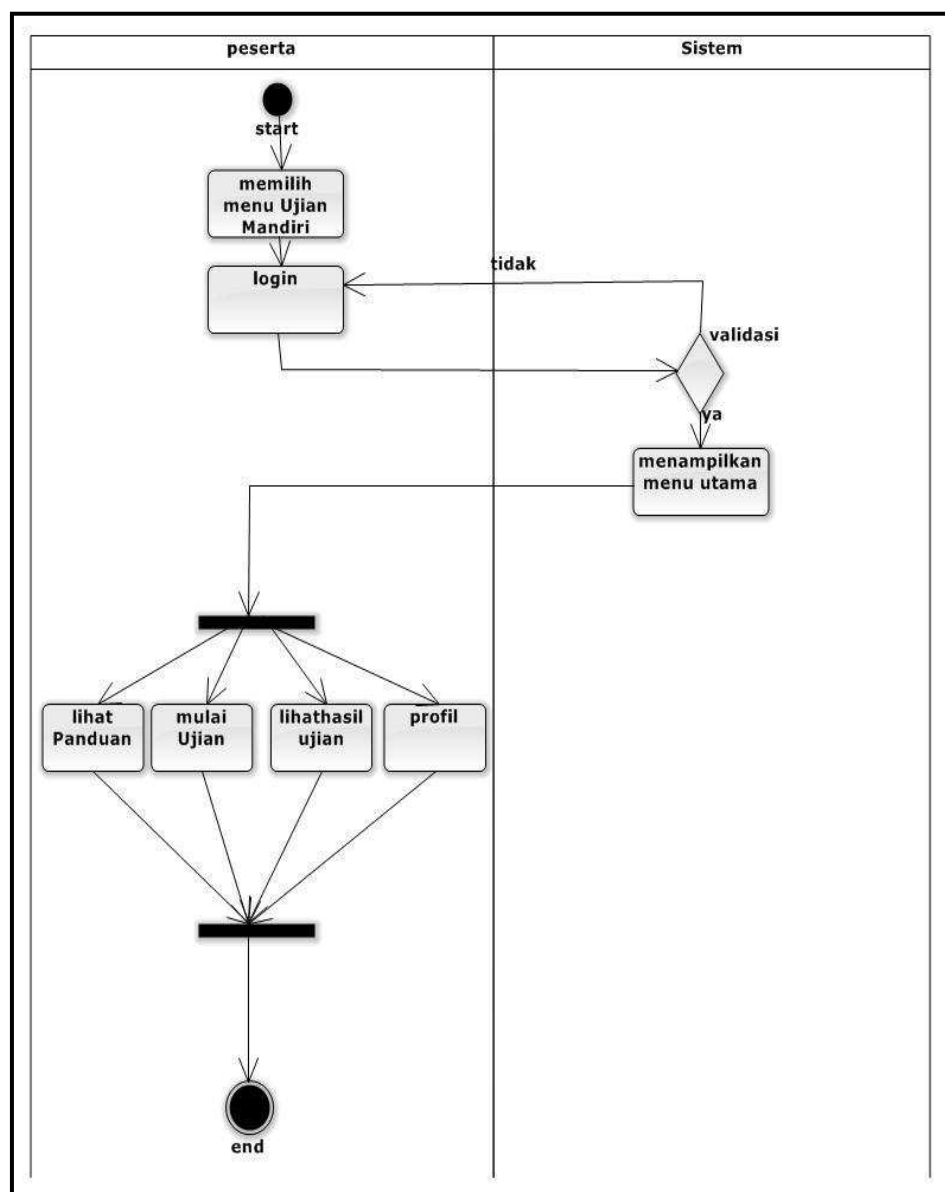 peserta
Sistem
start
memilih
menu Ujian
Mandiri
login
tidak
validasi
ya
menampilkan
menu utama
lihat
Panduan
mulai
Ujian
lihathasil
ujian
profil
end